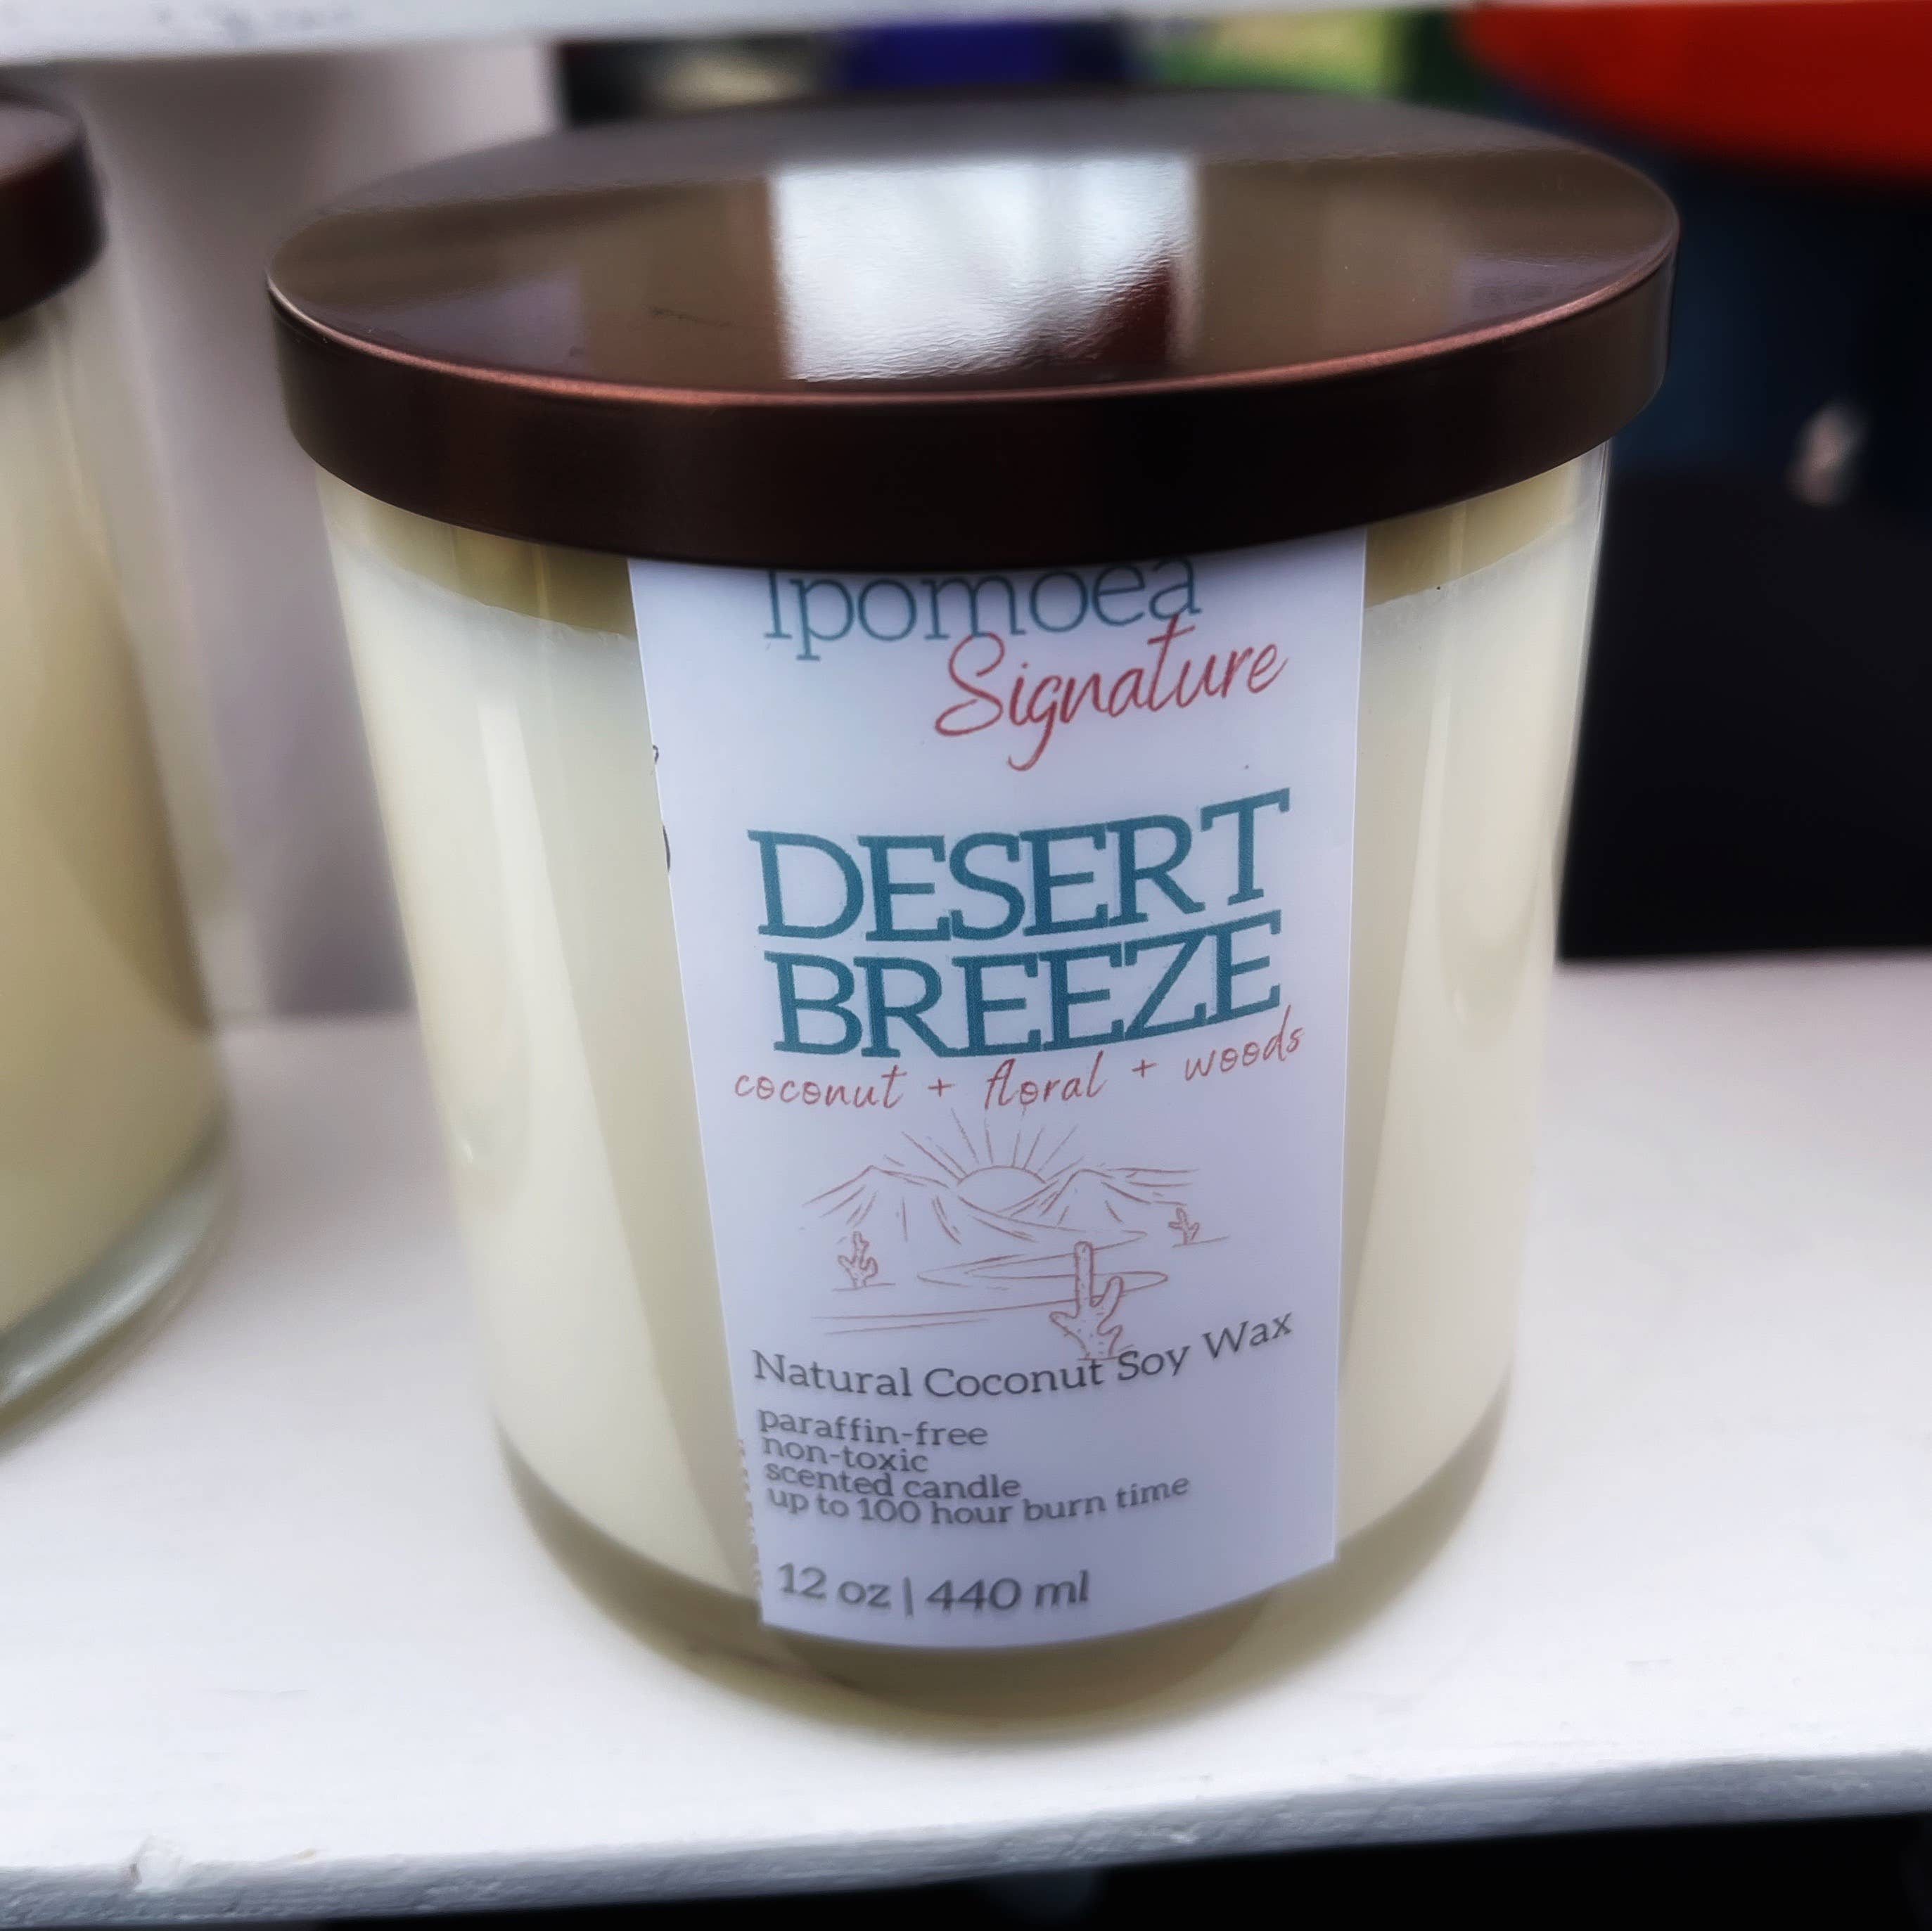 Ipomoea
Signature
DESERT
BREEZE
coconut + floral + woods
Natural Coconut Soy Wax
paraffin-free
non-toxic
scented candle
up to 100 hour burn time
12 oz | 440 ml